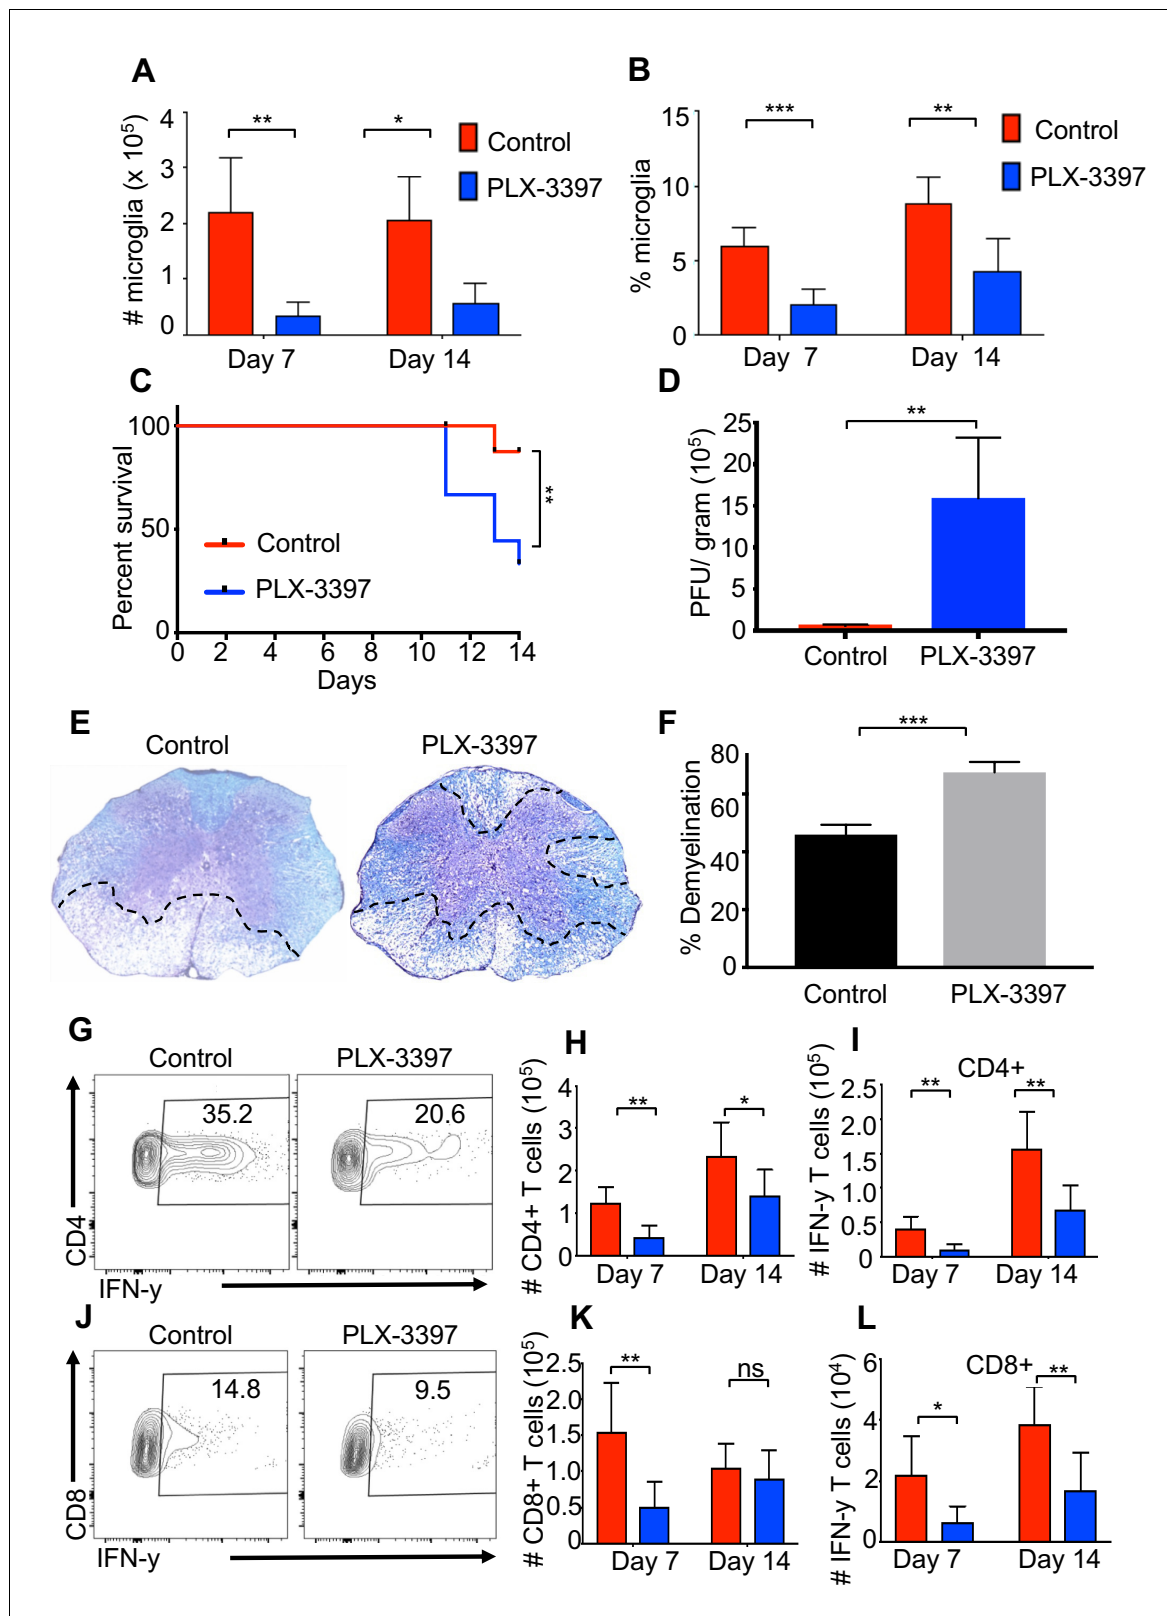 A
# microglia (x 10⁵)
4
3
2
1
0
**
*
Control
PLX-3397
Day 7
Day 14
B
% microglia
15
10
5
0
***
**
Control
PLX-3397
Day 7
Day 14
C
Percent survival
100
50
0
**
Control
PLX-3397
0 2 4 6 8 10 12 14
Days
D
PFU/ gram (10⁵)
25
20
15
10
5
0
**
Control
PLX-3397
E
Control
PLX-3397
F
% Demyelination
80
60
40
20
0
***
Control
PLX-3397
G
Control
PLX-3397
35.2
20.6
CD4
IFN-y
H
# CD4+ T cells (10⁵)
4
3
2
1
0
**
*
Day 7
Day 14
I
CD4+
# IFN-y T cells (10⁵)
2.5
2.0
1.5
1.0
0.5
0
**
**
Day 7
Day 14
J
Control
PLX-3397
14.8
9.5
CD8
IFN-y
K
# CD8+ T cells (10⁵)
2.5
2.0
1.5
1.0
0.5
0
**
ns
Day 7
Day 14
L
CD8+
# IFN-y T cells (10⁴)
6
4
2
0
*
**
Day 7
Day 14